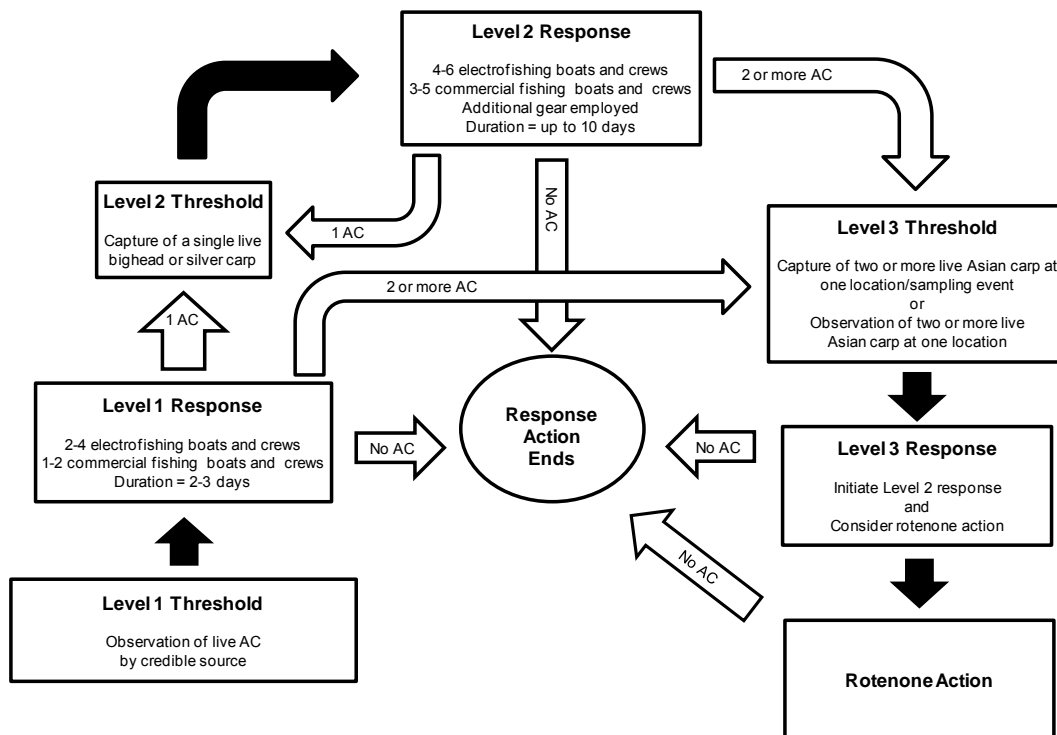 Level 2 Response
4-6 electrofishing boats and crews
3-5 commercial fishing boats and crews
Additional gear employed
Duration = up to 10 days
2 or more AC
Level 2 Threshold
Capture of a single live
bighead or silver carp
1 AC
No AC
Level 3 Threshold
Capture of two or more live Asian carp at
one location/sampling event
or
Observation of two or more live
Asian carp at one location
2 or more AC
1 AC
Level 1 Response
2-4 electrofishing boats and crews
1-2 commercial fishing boats and crews
Duration = 2-3 days
No AC
Response
Action
Ends
No AC
Level 3 Response
Initiate Level 2 response
and
Consider rotenone action
No AC
Level 1 Threshold
Observation of live AC
by credible source
Rotenone Action